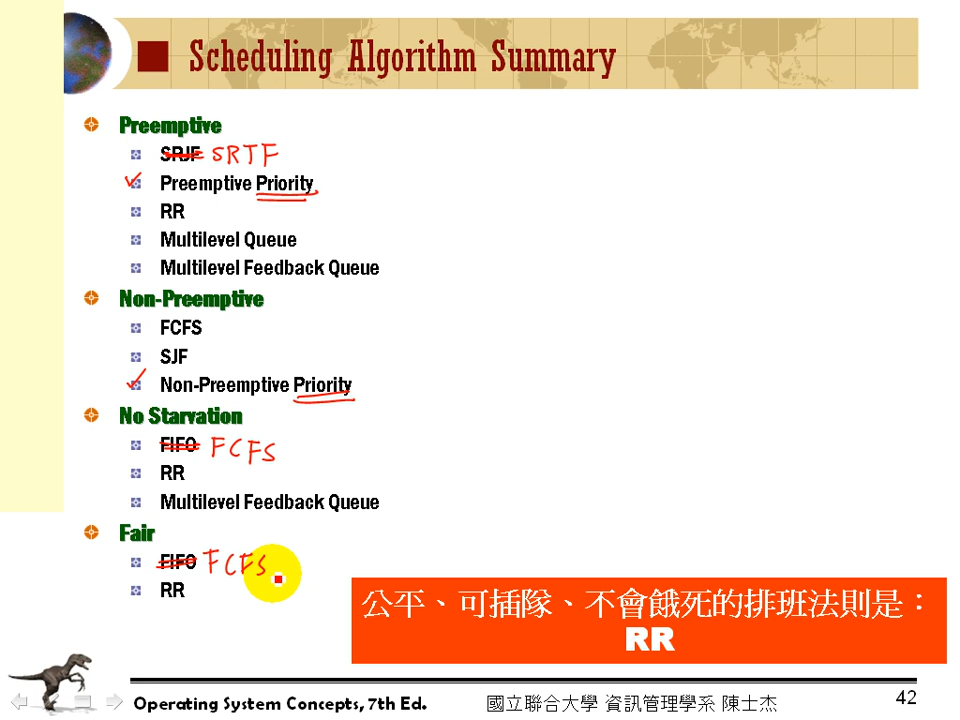 Scheduling Algorithm Summary
Preemptive
SRJF SRTF
Preemptive Priority
RR
Multilevel Queue
Multilevel Feedback Queue
Non-Preemptive
FCFS
SJF
Non-Preemptive Priority
No Starvation
FIFO FCFS
RR
Multilevel Feedback Queue
Fair
FIFO FCFS
RR
公平、可插隊、不會餓死的排班法則是：
RR
Operating System Concepts, 7th Ed. 國立聯合大學 資訊管理學系 陳士杰 42